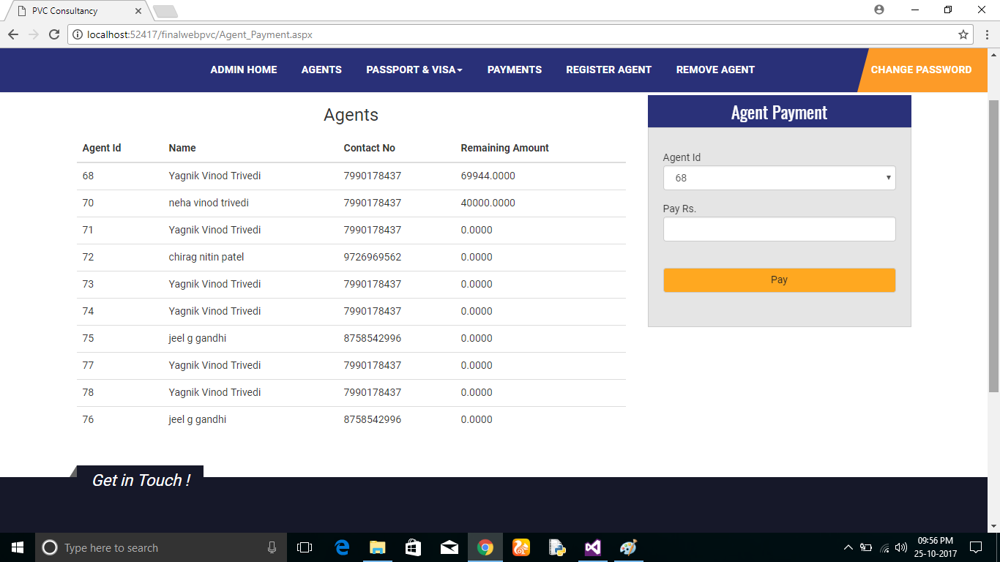 PVC Consultancy
localhost:52417/finalwebpvc/Agent_Payment.aspx
ADMIN HOME AGENTS PASSPORT & VISA PAYMENTS REGISTER AGENT REMOVE AGENT CHANGE PASSWORD
Agents
Agent Id Name Contact No Remaining Amount
68 Yagnik Vinod Trivedi 7990178437 69944.0000
70 neha vinod trivedi 7990178437 40000.0000
71 Yagnik Vinod Trivedi 7990178437 0.0000
72 chirag nitin patel 9726969562 0.0000
73 Yagnik Vinod Trivedi 7990178437 0.0000
74 Yagnik Vinod Trivedi 7990178437 0.0000
75 jeel g gandhi 8758542996 0.0000
77 Yagnik Vinod Trivedi 7990178437 0.0000
78 Yagnik Vinod Trivedi 7990178437 0.0000
76 jeel g gandhi 8758542996 0.0000
Agent Payment
Agent Id
68
Pay Rs.
Pay
Get in Touch !
Type here to search
09:56 PM
25-10-2017